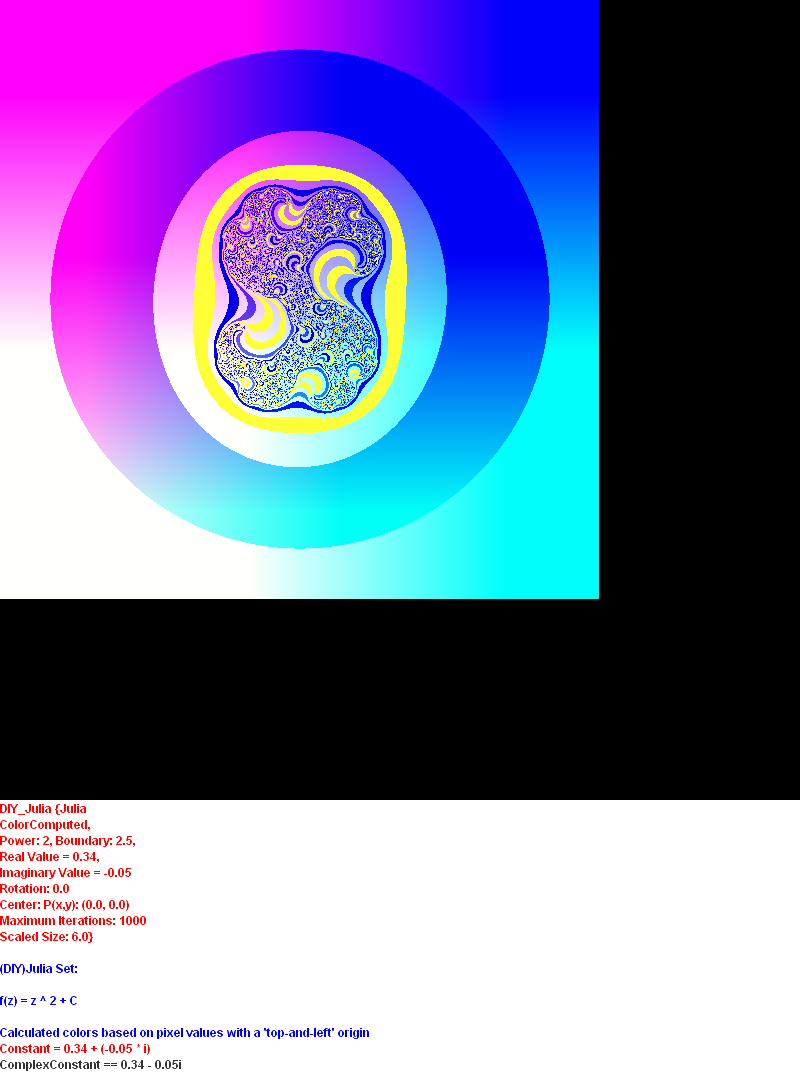 DIY_Julia {Julia
ColorComputed,
Power: 2, Boundary: 2.5,
Real Value = 0.34,
Imaginary Value = -0.05
Rotation: 0.0
Center: P(x,y): (0.0, 0.0)
Maximum Iterations: 1000
Scaled Size: 6.0}
(DIY)Julia Set:
f(z) = z ^ 2 + C
Calculated colors based on pixel values with a 'top-and-left' origin
Constant = 0.34 + (-0.05 * i)
ComplexConstant == 0.34 - 0.05i